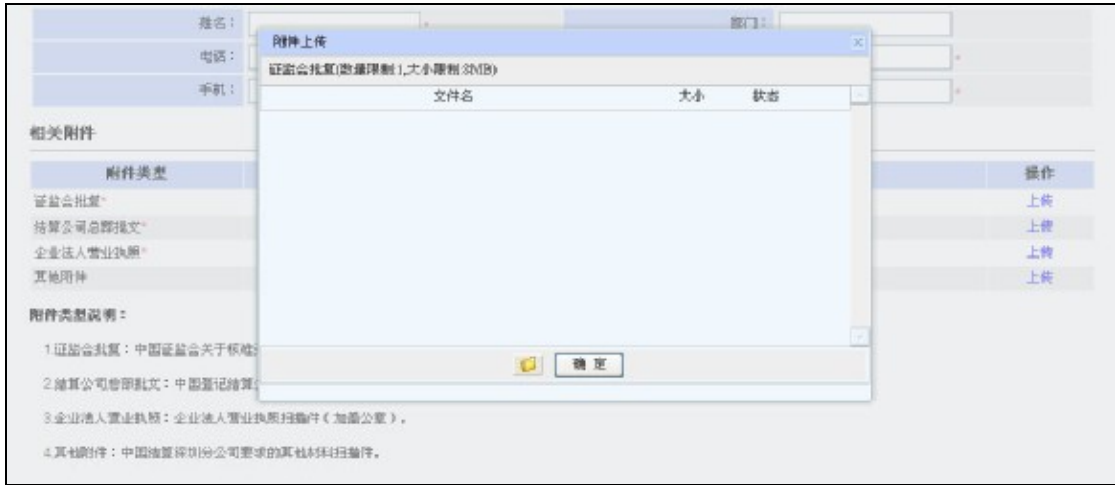 姓名： * 部门：
附件上传
电话： *
证监会批复(数量限制:1,大小限制:3MB)
手机： *
文件名 大小 状态
相关附件
附件类型 操作
证监会批复* 上传
结算公司总部批文* 上传
企业法人营业执照* 上传
其他附件 上传
附件类型说明：
1.证监会批复：中国证监会关于核准
确 定
2.结算公司总部批文：中国登记结算
3.企业法人营业执照：企业法人营业执照扫描件（加盖公章）。
4.其他附件：中国结算深圳分公司要求的其他材料扫描件。